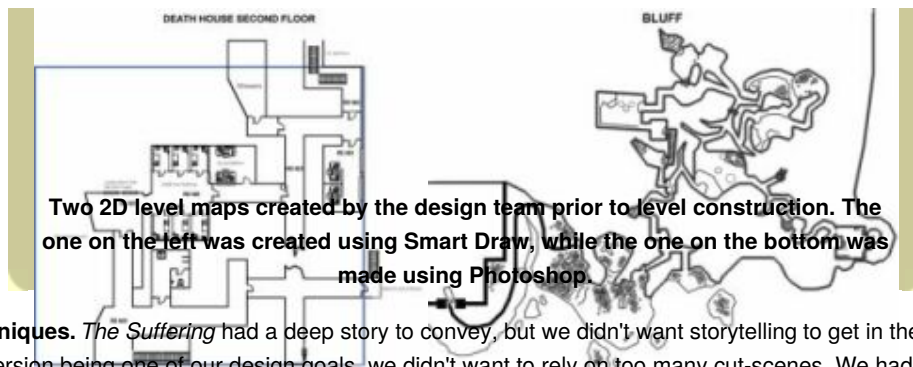 DEATH HOUSE SECOND FLOOR
BLUFF
Two 2D level maps created by the design team prior to level construction. The
one on the left was created using Smart Draw, while the one on the bottom was
made using Photoshop.
niques. The Suffering had a deep story to convey, but we didn't want storytelling to get in the
ersion being one of our design goals, we didn't want to rely on too many cut-scenes. We had